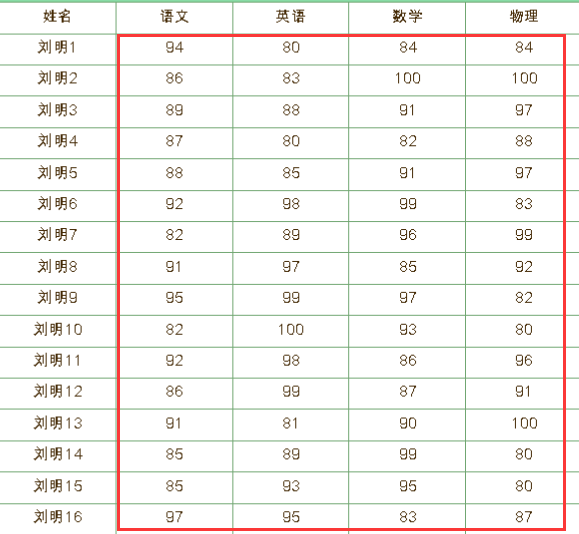 姓名 语文 英语 数学 物理
刘明1 94 80 84 84
刘明2 86 83 100 100
刘明3 89 88 91 97
刘明4 87 80 82 88
刘明5 88 85 91 97
刘明6 92 98 99 83
刘明7 82 89 96 99
刘明8 91 97 85 92
刘明9 95 99 97 82
刘明10 82 100 93 80
刘明11 92 98 86 96
刘明12 86 99 87 91
刘明13 91 81 90 100
刘明14 85 89 99 80
刘明15 85 93 95 80
刘明16 97 95 83 87